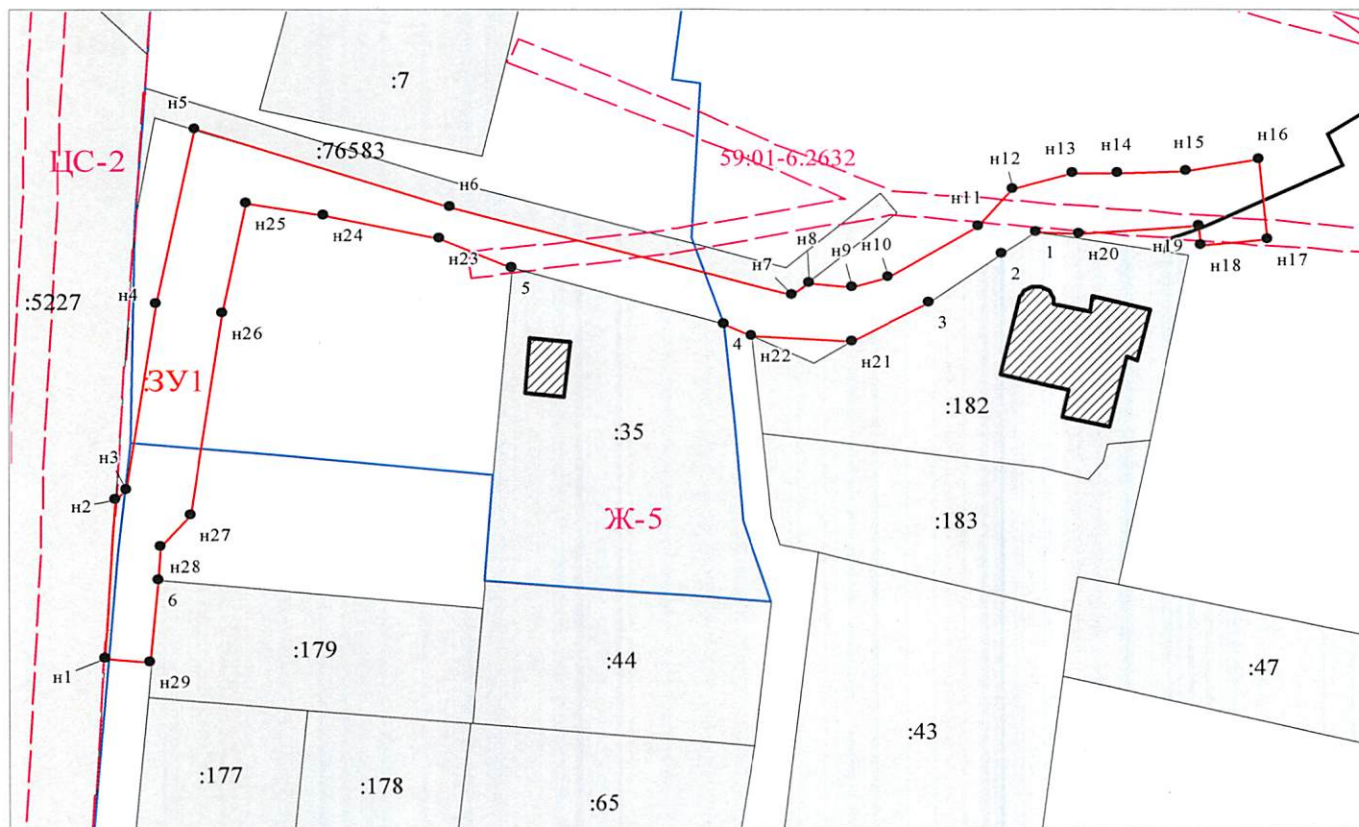 :7
н5
:76583
ЦС-2
59:01-6.2632
н12
н13
н14
н15
н16
н6
н11
н25
н24
н8
н9
н10
н7
1
н20
н19
н18
н17
н23
5
2
:5227
н4
н26
3
4
н22
н21
:ЗУ1
:182
:35
н3
н2
Ж-5
:183
н27
н28
6
:179
:44
:47
н1
н29
:43
:177
:178
:65